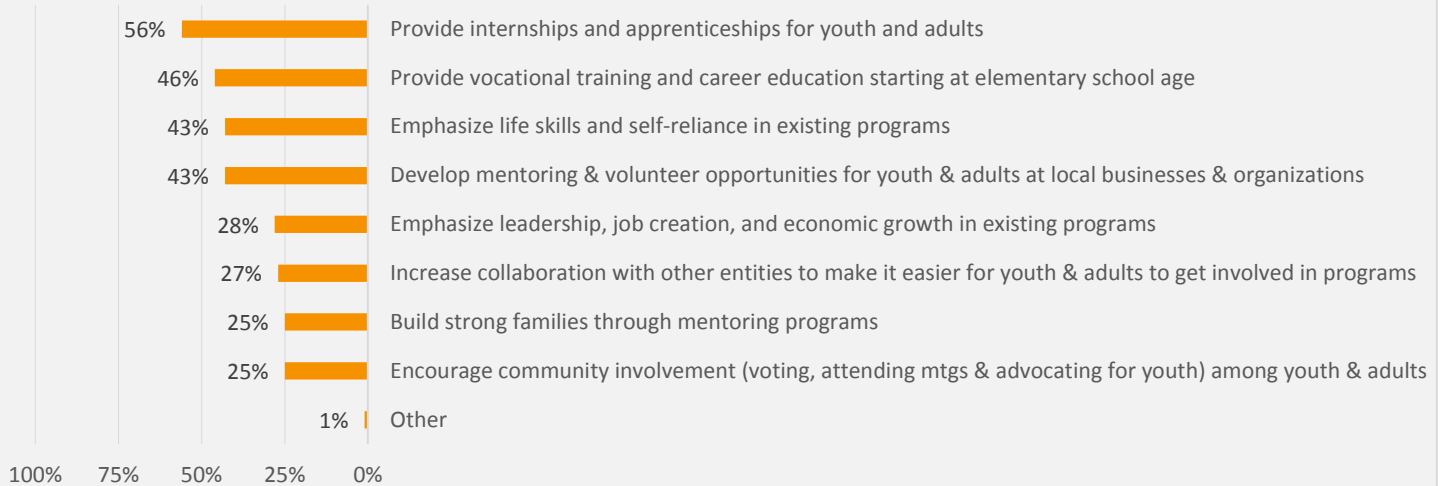 56% Provide internships and apprenticeships for youth and adults
46% Provide vocational training and career education starting at elementary school age
43% Emphasize life skills and self-reliance in existing programs
43% Develop mentoring & volunteer opportunities for youth & adults at local businesses & organizations
28% Emphasize leadership, job creation, and economic growth in existing programs
27% Increase collaboration with other entities to make it easier for youth & adults to get involved in programs
25% Build strong families through mentoring programs
25% Encourage community involvement (voting, attending mtgs & advocating for youth) among youth & adults
1% Other
100% 75% 50% 25% 0%